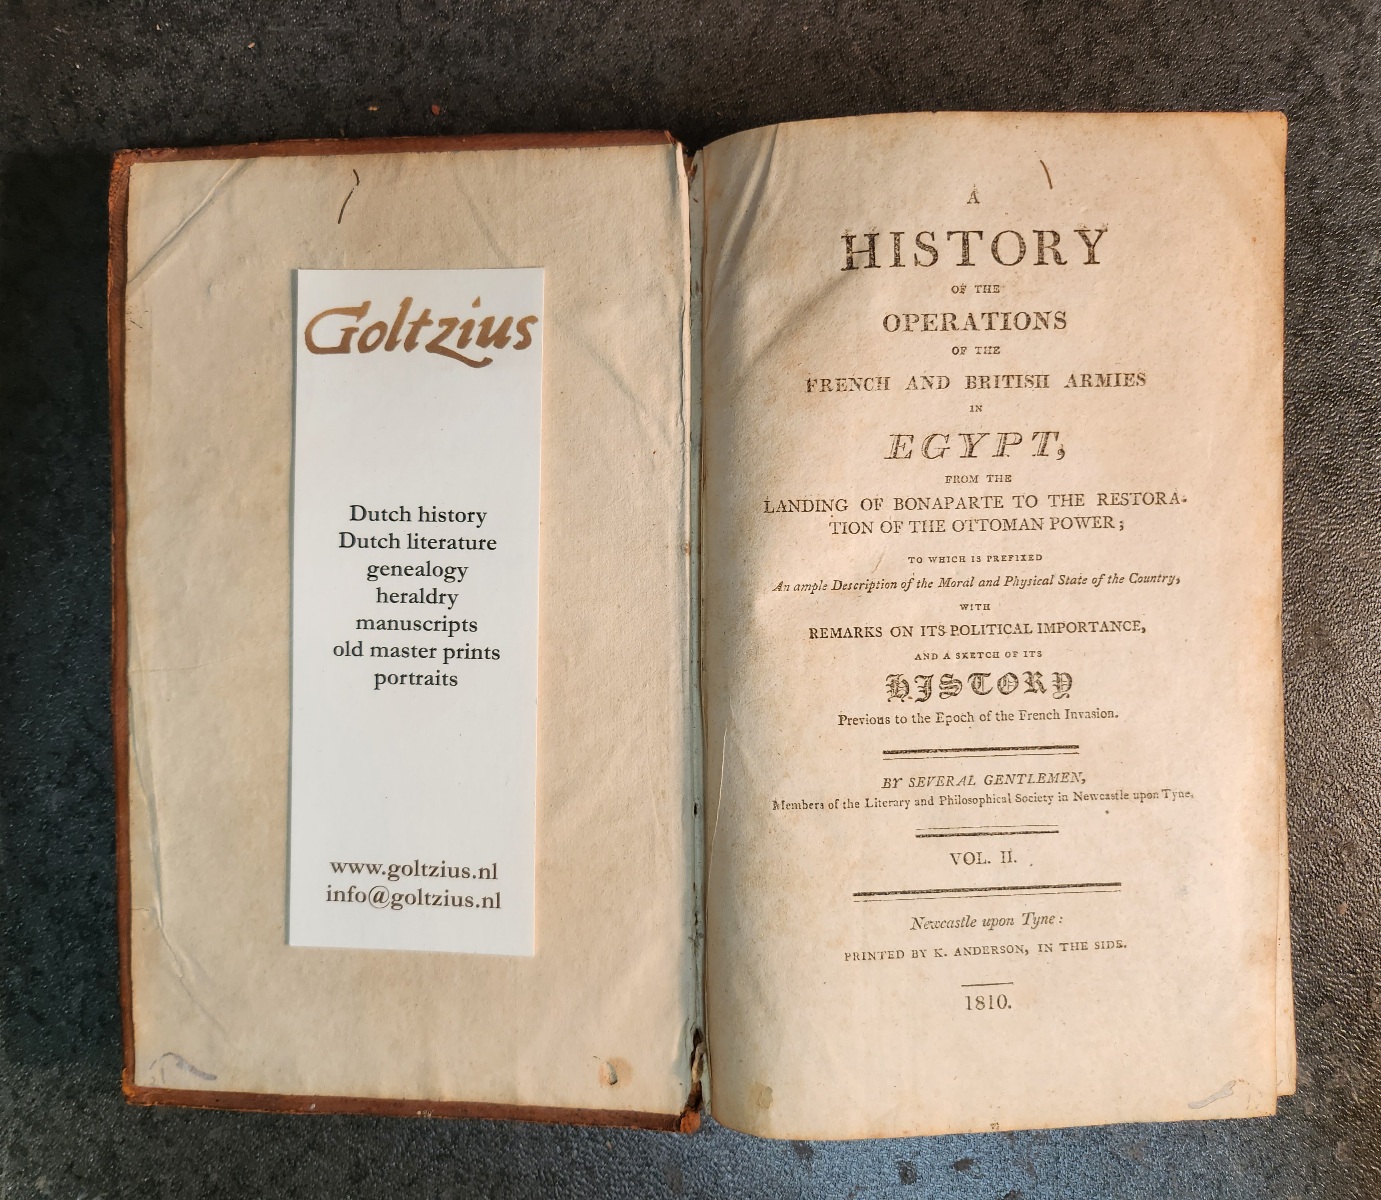 Goltzius
Dutch history
Dutch literature
genealogy
heraldry
manuscripts
old master prints
portraits
www.goltzius.nl
info@goltzius.nl
A
HISTORY
OF THE
OPERATIONS
OF THE
FRENCH AND BRITISH ARMIES
IN
EGYPT,
FROM THE
LANDING OF BONAPARTE TO THE RESTORA-
TION OF THE OTTOMAN POWER;
TO WHICH IS PREFIXED
An ample Description of the Moral and Physical State of the Country,
WITH
REMARKS ON ITS POLITICAL IMPORTANCE,
AND A SKETCH OF ITS
HISTORY
Previous to the Epoch of the French Invasion.
BY SEVERAL GENTLEMEN,
Members of the Literary and Philosophical Society in Newcastle upon Tyne.
VOL. II.
Newcastle upon Tyne:
PRINTED BY K. ANDERSON, IN THE SIDE.
1810.